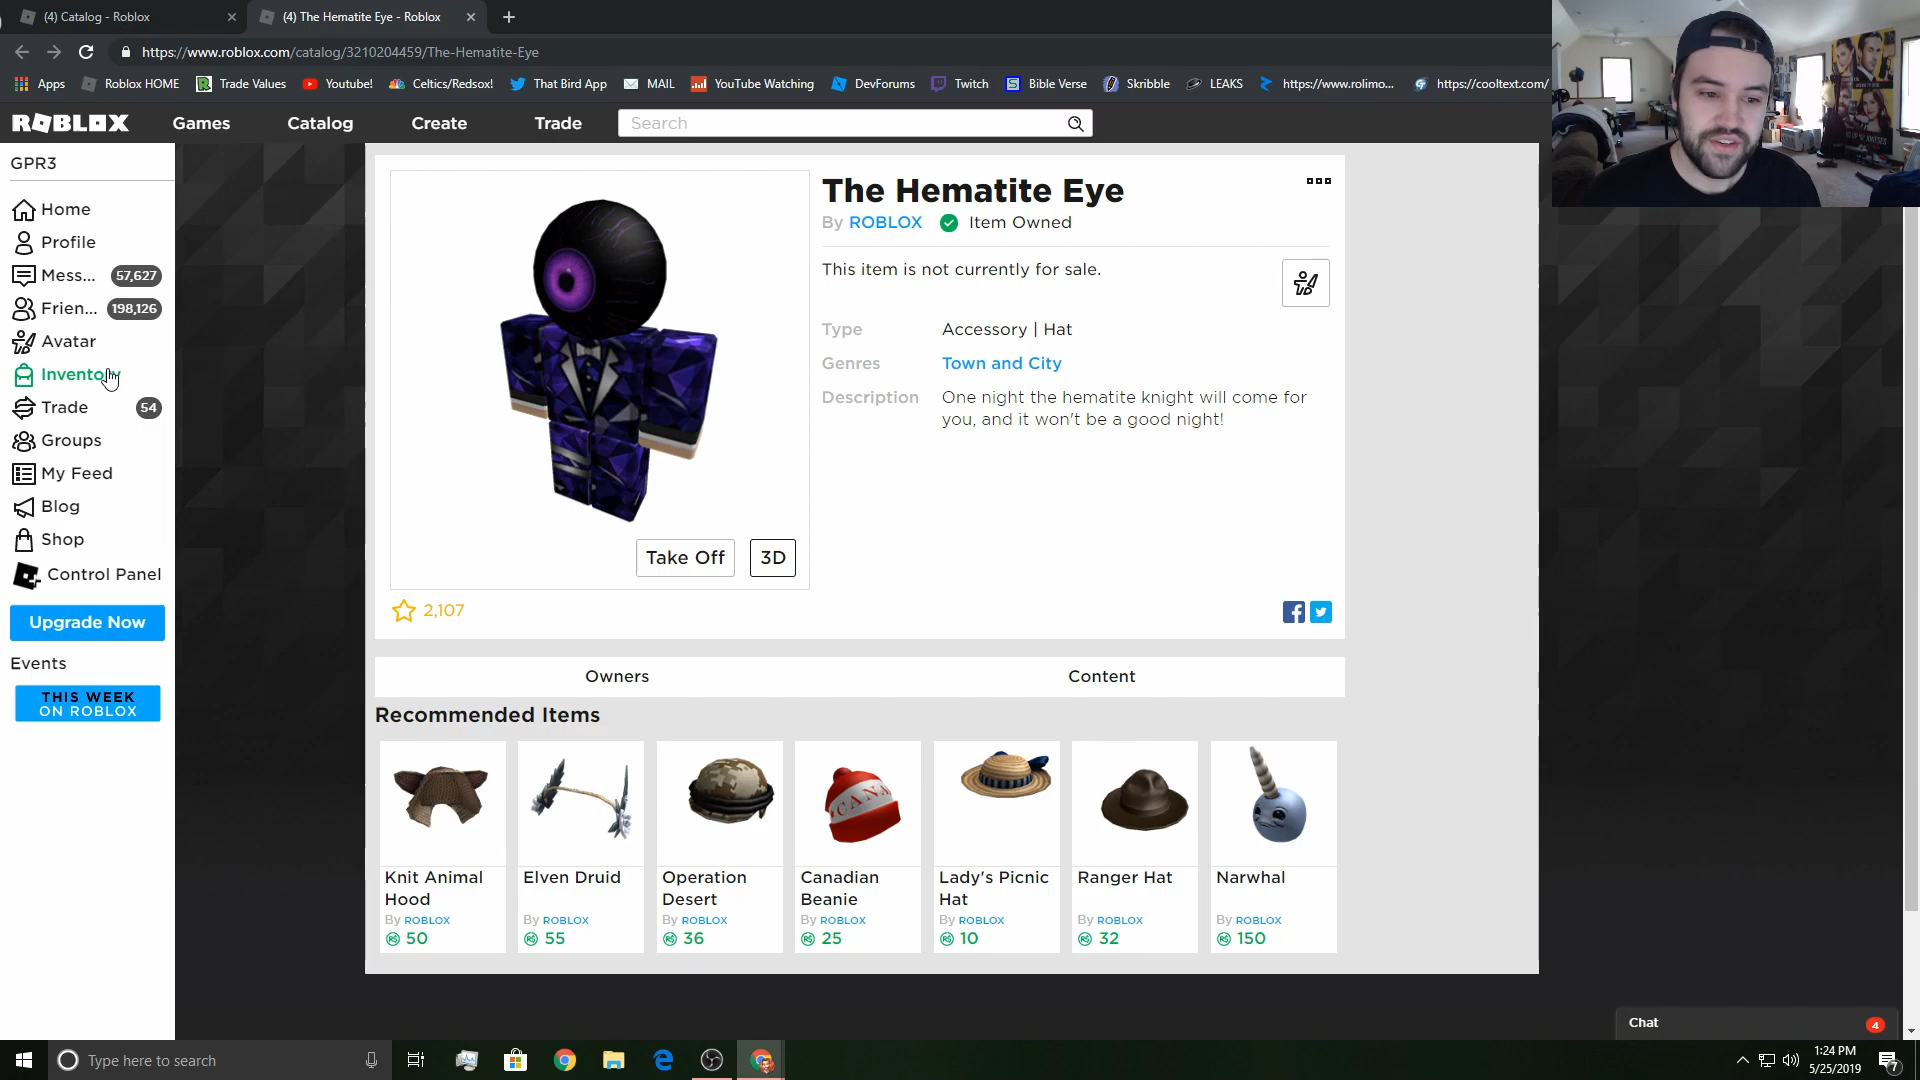 (4) Catalog - Roblox
(4) The Hematite Eye - Roblox
https://www.roblox.com/catalog/3210204459/The-Hematite-Eye
Apps
Roblox HOME
Trade Values
Youtube!
Celtics/Redsox!
That Bird App
MAIL
YouTube Watching
DevForums
Twitch
Bible Verse
Skribble
LEAKS
https://www.rolimo...
https://cooltext.com/
ROBLOX
Games
Catalog
Create
Trade
Search
GPR3
Home
Profile
Mess... 57,627
Frien... 198,126
Avatar
Inventory
Trade 54
Groups
My Feed
Blog
Shop
Control Panel
Upgrade Now
Events
THIS WEEK
ON ROBLOX
The Hematite Eye
By ROBLOX Item Owned
This item is not currently for sale.
Type Accessory | Hat
Genres Town and City
Description One night the hematite knight will come for
you, and it won't be a good night!
Take Off
3D
2,107
Owners
Content
Recommended Items
Knit Animal
Hood
By ROBLOX
R$ 50
Elven Druid
By ROBLOX
R$ 55
Operation
Desert
By ROBLOX
R$ 36
CANA
Canadian
Beanie
By ROBLOX
R$ 25
Lady's Picnic
Hat
By ROBLOX
R$ 10
Ranger Hat
By ROBLOX
R$ 32
Narwhal
By ROBLOX
R$ 150
Chat 4
Type here to search
1:24 PM
5/25/2019
7